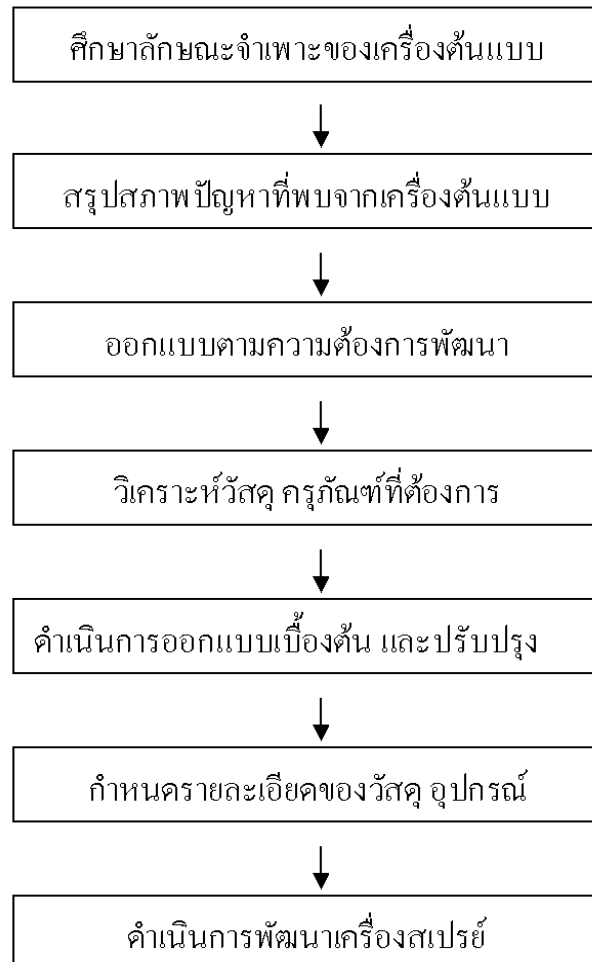 ศึกษาลักษณะจำเพาะของเครื่องต้นแบบ
สรุปสภาพปัญหาที่พบจากเครื่องต้นแบบ
ออกแบบตามความต้องการพัฒนา
วิเคราะห์วัสดุ ครุภัณฑ์ที่ต้องการ
ดำเนินการออกแบบเบื้องต้น และปรับปรุง
กำหนดรายละเอียดของวัสดุ อุปกรณ์
ดำเนินการพัฒนาเครื่องสเปรย์